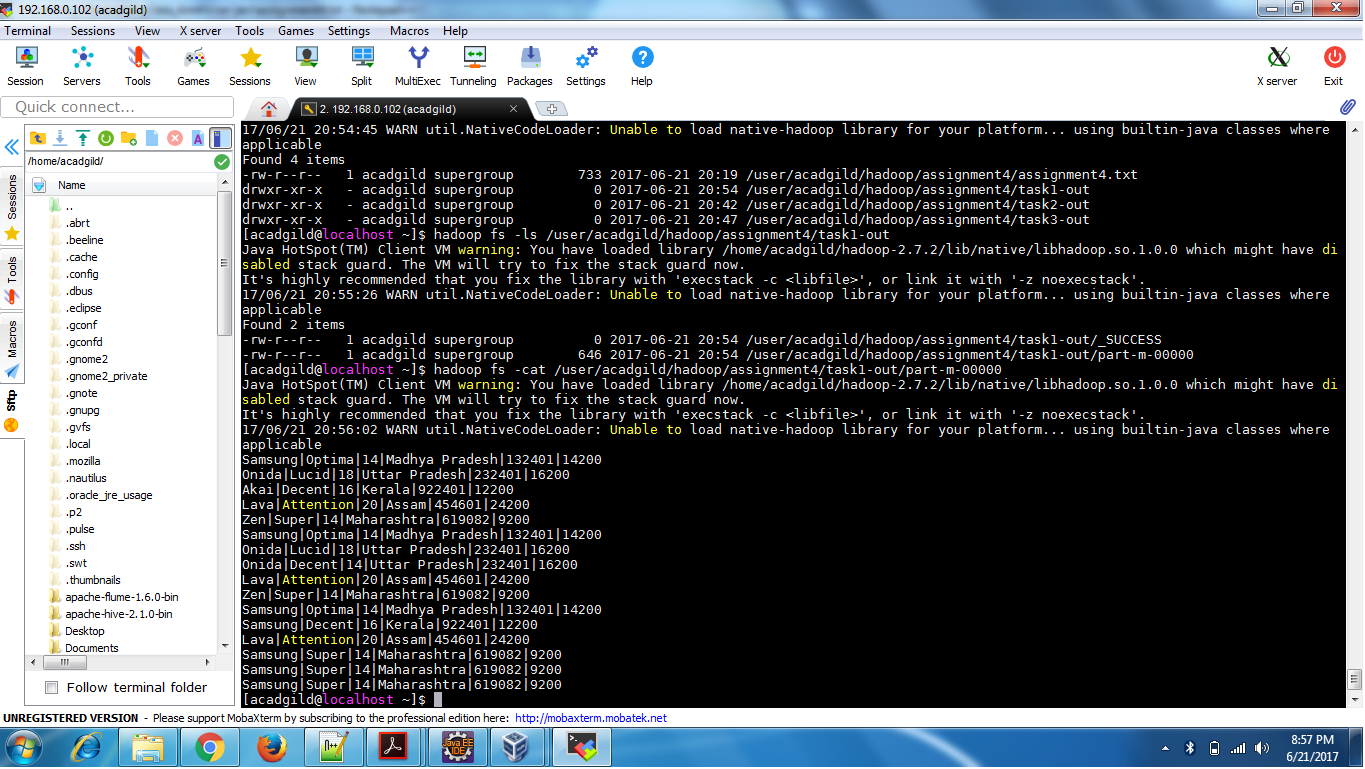 192.168.0.102 (acadgild)
Terminal Sessions View X server Tools Games Settings Macros Help
Session Servers Tools Games Sessions View Split MultiExec Tunneling Packages Settings Help X server Exit
Quick connect...
2. 192.168.0.102 (acadgild)
/home/acadgild/
Name
..
.abrt
.beeline
.cache
.config
.dbus
.eclipse
.gconf
.gconfd
.gnome2
.gnome2_private
.gnote
.gnupg
.gvfs
.local
.mozilla
.nautilus
.oracle_jre_usage
.p2
.pulse
.ssh
.swt
.thumbnails
apache-flume-1.6.0-bin
apache-hive-2.1.0-bin
Desktop
Documents
Follow terminal folder
Sessions
Tools
Macros
Sftp
17/06/21 20:54:45 WARN util.NativeCodeLoader: Unable to load native-hadoop library for your platform... using builtin-java classes where
applicable
Found 4 items
-rw-r--r-- 1 acadgild supergroup 733 2017-06-21 20:19 /user/acadgild/hadoop/assignment4/assignment4.txt
drwxr-xr-x - acadgild supergroup 0 2017-06-21 20:54 /user/acadgild/hadoop/assignment4/task1-out
drwxr-xr-x - acadgild supergroup 0 2017-06-21 20:42 /user/acadgild/hadoop/assignment4/task2-out
drwxr-xr-x - acadgild supergroup 0 2017-06-21 20:47 /user/acadgild/hadoop/assignment4/task3-out
[acadgild@localhost ~]$ hadoop fs -ls /user/acadgild/hadoop/assignment4/task1-out
Java HotSpot(TM) Client VM warning: You have loaded library /home/acadgild/hadoop-2.7.2/lib/native/libhadoop.so.1.0.0 which might have di
sabled stack guard. The VM will try to fix the stack guard now.
It's highly recommended that you fix the library with 'execstack -c <libfile>', or link it with '-z noexecstack'.
17/06/21 20:55:26 WARN util.NativeCodeLoader: Unable to load native-hadoop library for your platform... using builtin-java classes where
applicable
Found 2 items
-rw-r--r-- 1 acadgild supergroup 0 2017-06-21 20:54 /user/acadgild/hadoop/assignment4/task1-out/_SUCCESS
-rw-r--r-- 1 acadgild supergroup 646 2017-06-21 20:54 /user/acadgild/hadoop/assignment4/task1-out/part-m-00000
[acadgild@localhost ~]$ hadoop fs -cat /user/acadgild/hadoop/assignment4/task1-out/part-m-00000
Java HotSpot(TM) Client VM warning: You have loaded library /home/acadgild/hadoop-2.7.2/lib/native/libhadoop.so.1.0.0 which might have di
sabled stack guard. The VM will try to fix the stack guard now.
It's highly recommended that you fix the library with 'execstack -c <libfile>', or link it with '-z noexecstack'.
17/06/21 20:56:02 WARN util.NativeCodeLoader: Unable to load native-hadoop library for your platform... using builtin-java classes where
applicable
Samsung|Optima|14|Madhya Pradesh|132401|14200
Onida|Lucid|18|Uttar Pradesh|232401|16200
Akai|Decent|16|Kerala|922401|12200
Lava|Attention|20|Assam|454601|24200
Zen|Super|14|Maharashtra|619082|9200
Samsung|Optima|14|Madhya Pradesh|132401|14200
Onida|Lucid|18|Uttar Pradesh|232401|16200
Onida|Decent|14|Uttar Pradesh|232401|16200
Lava|Attention|20|Assam|454601|24200
Zen|Super|14|Maharashtra|619082|9200
Samsung|Optima|14|Madhya Pradesh|132401|14200
Samsung|Decent|16|Kerala|922401|12200
Lava|Attention|20|Assam|454601|24200
Samsung|Super|14|Maharashtra|619082|9200
Samsung|Super|14|Maharashtra|619082|9200
Samsung|Super|14|Maharashtra|619082|9200
[acadgild@localhost ~]$
UNREGISTERED VERSION - Please support MobaXterm by subscribing to the professional edition here: http://mobaxterm.mobatek.net
Java EE
IDE
8:57 PM
6/21/2017